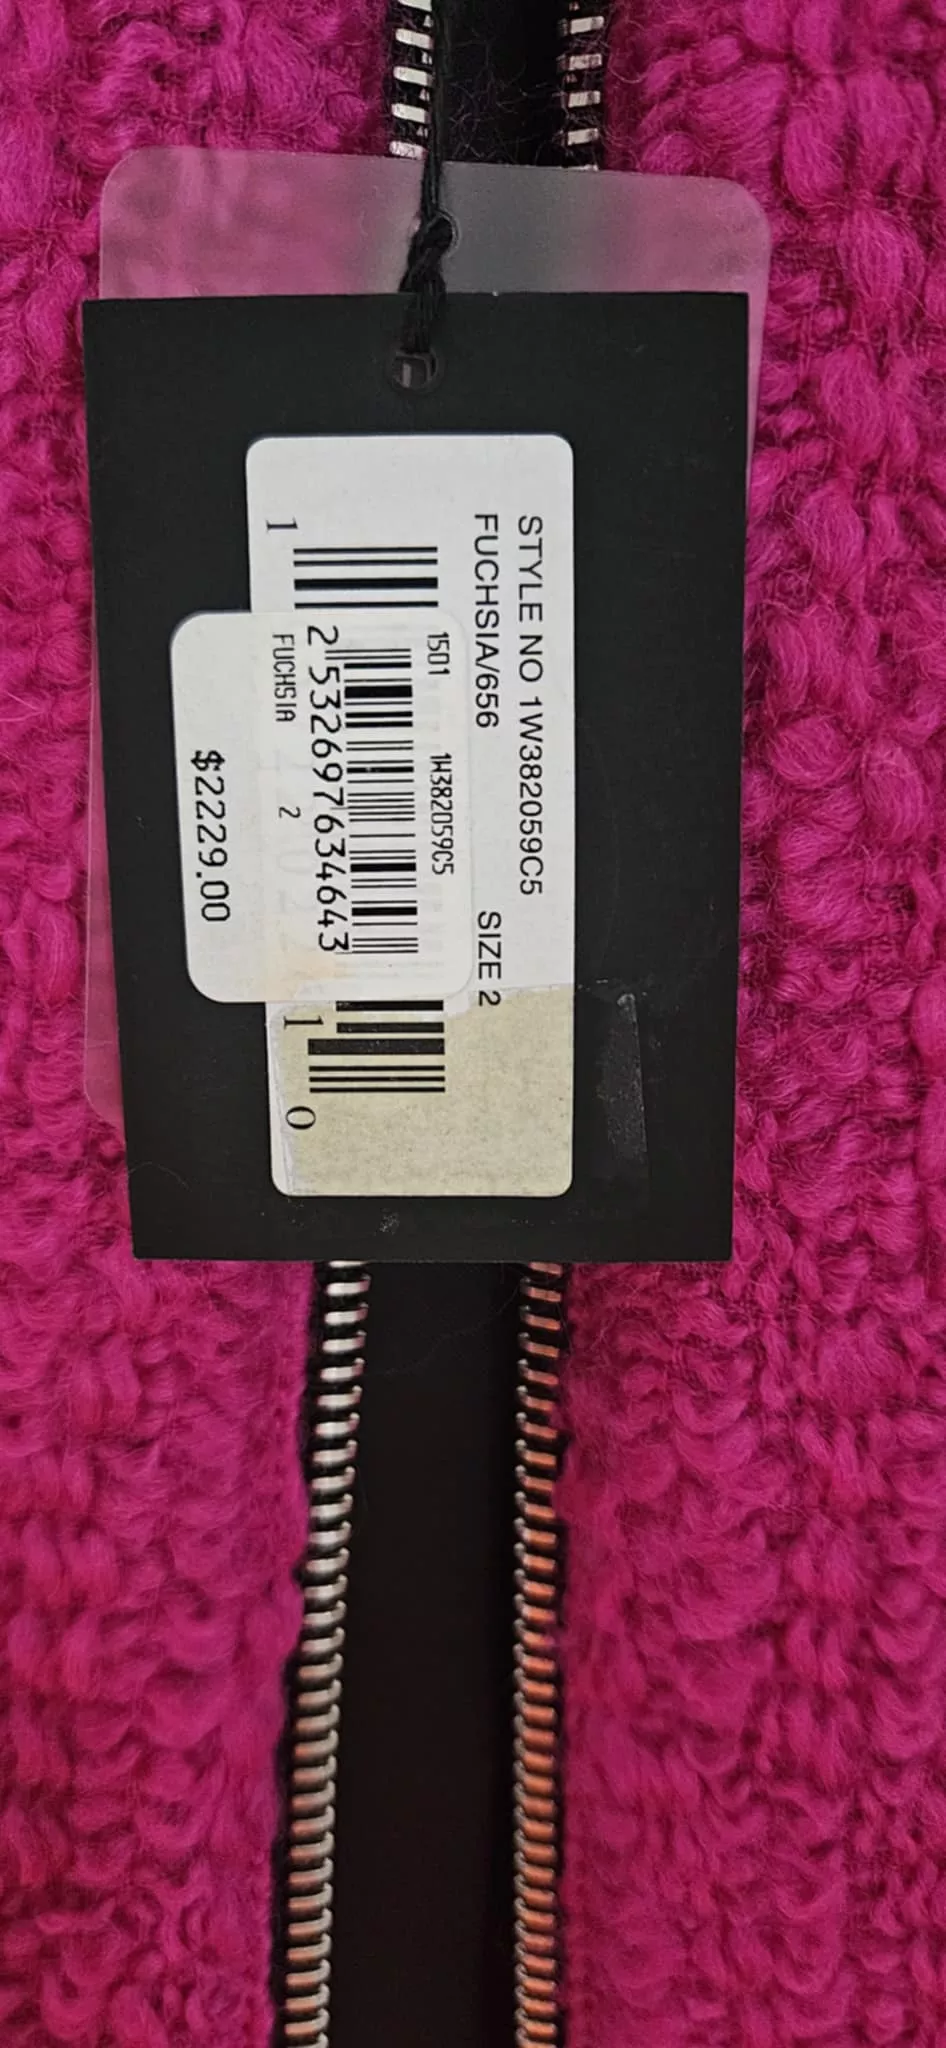 STYLE NO 1W382059C5
FUCHSIA/656 SIZE 2
1 1 0
1501 1W382059C5
2"532697"634643
FUCHSIA 2
$2229.00